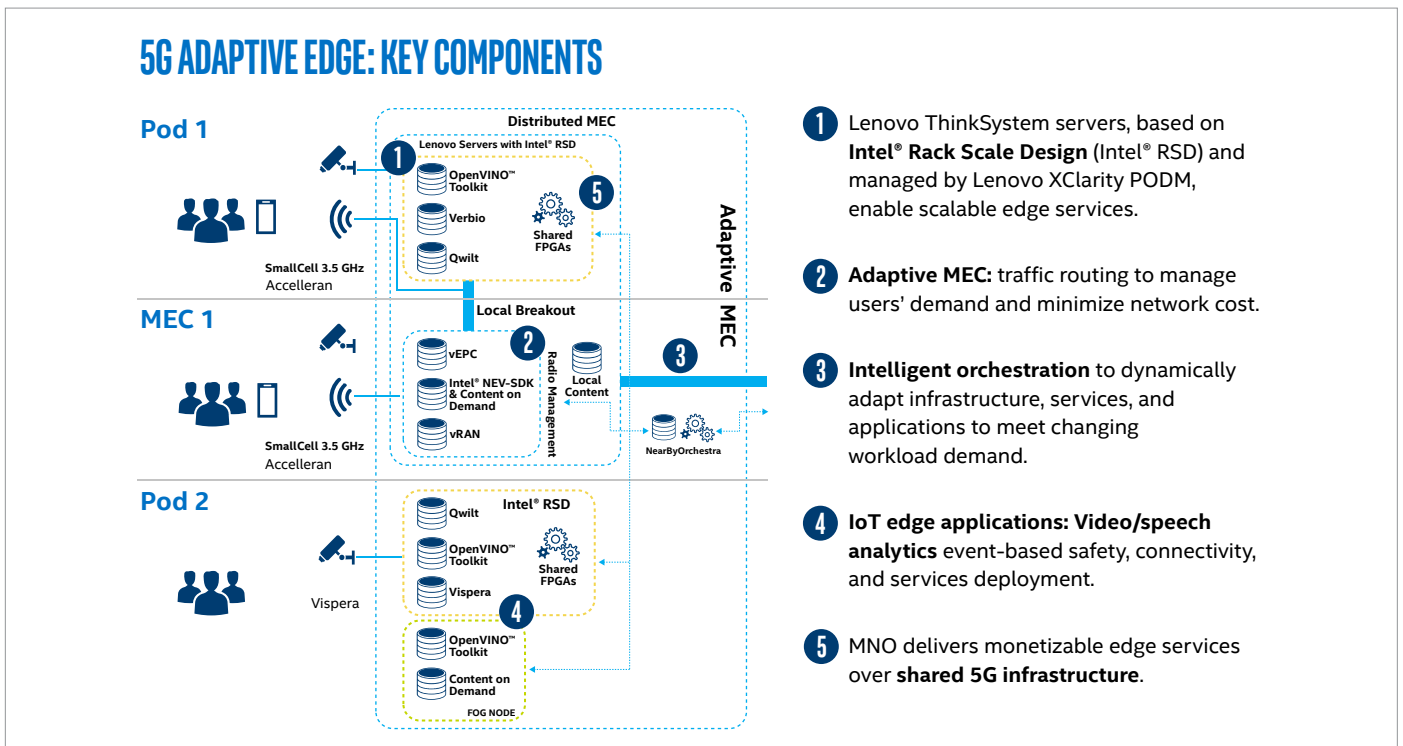 5G ADAPTIVE EDGE: KEY COMPONENTS
Pod 1
Distributed MEC
Lenovo Servers with Intel® RSD
1
OpenVINO™
Toolkit
5
Verbio
Shared
FPGAs
Qwilt
SmallCell 3.5 GHz
Accelleran
Adaptive MEC
MEC 1
Local Breakout
2
vEPC
Intel® NEV-SDK
& Content on
Demand
vRAN
Radio Management
Local
Content
3
NearByOrchestra
SmallCell 3.5 GHz
Accelleran
Pod 2
Intel® RSD
Qwilt
OpenVINO™
Toolkit
Shared
FPGAs
Vispera
Vispera
4
OpenVINO™
Toolkit
Content on
Demand
FOG NODE
1 Lenovo ThinkSystem servers, based on
Intel® Rack Scale Design (Intel® RSD) and
managed by Lenovo XClarity PODM,
enable scalable edge services.
2 Adaptive MEC: traffic routing to manage
users’ demand and minimize network cost.
3 Intelligent orchestration to dynamically
adapt infrastructure, services, and
applications to meet changing
workload demand.
4 IoT edge applications: Video/speech
analytics event-based safety, connectivity,
and services deployment.
5 MNO delivers monetizable edge services
over shared 5G infrastructure.